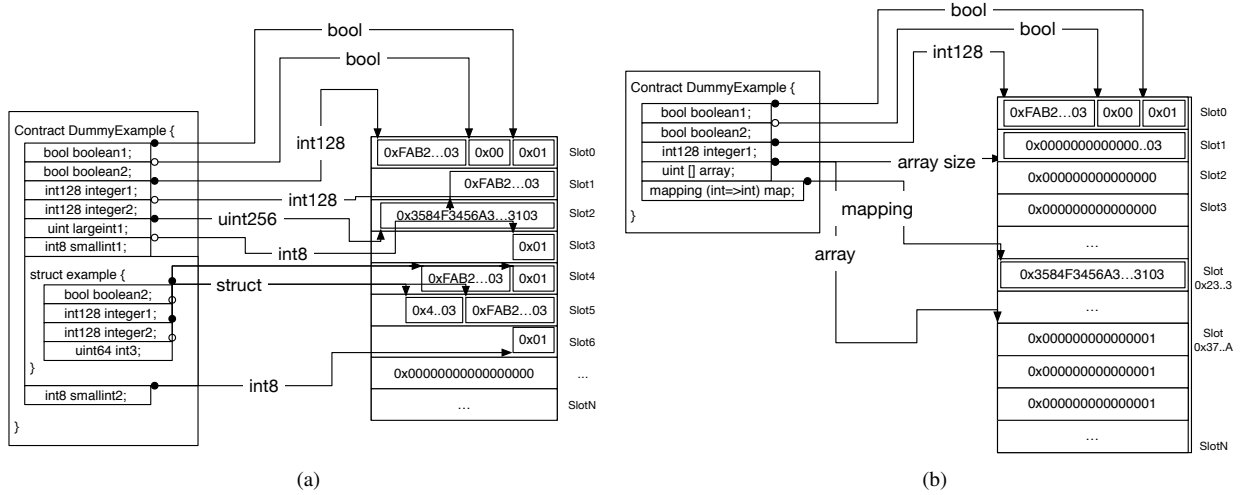 bool
bool
int128
int128
uint256
int8
struct
int8
Contract DummyExample {
bool boolean1;
bool boolean2;
int128 integer1;
int128 integer2;
uint largeint1;
int8 smallint1;
struct example {
bool boolean2;
int128 integer1;
int128 integer2;
uint64 int3;
}
int8 smallint2;
}
0xFAB2...03 0x00 0x01 Slot0
0xFAB2...03 Slot1
0x3584F3456A3...3103 Slot2
0x01 Slot3
0xFAB2...03 0x01 Slot4
0x4..03 0xFAB2...03 Slot5
0x01 Slot6
0x00000000000000000 ...
... SlotN
(a)
bool
bool
int128
array size
mapping
array
Contract DummyExample {
bool boolean1;
bool boolean2;
int128 integer1;
uint [] array;
mapping (int=>int) map;
}
0xFAB2...03 0x00 0x01 Slot0
0x0000000000000..03 Slot1
0x000000000000000 Slot2
0x000000000000000 Slot3
...
0x3584F3456A3...3103 Slot
0x23..3
...
0x000000000000001 Slot
0x37..A
0x000000000000001
0x000000000000001
... SlotN
(b)